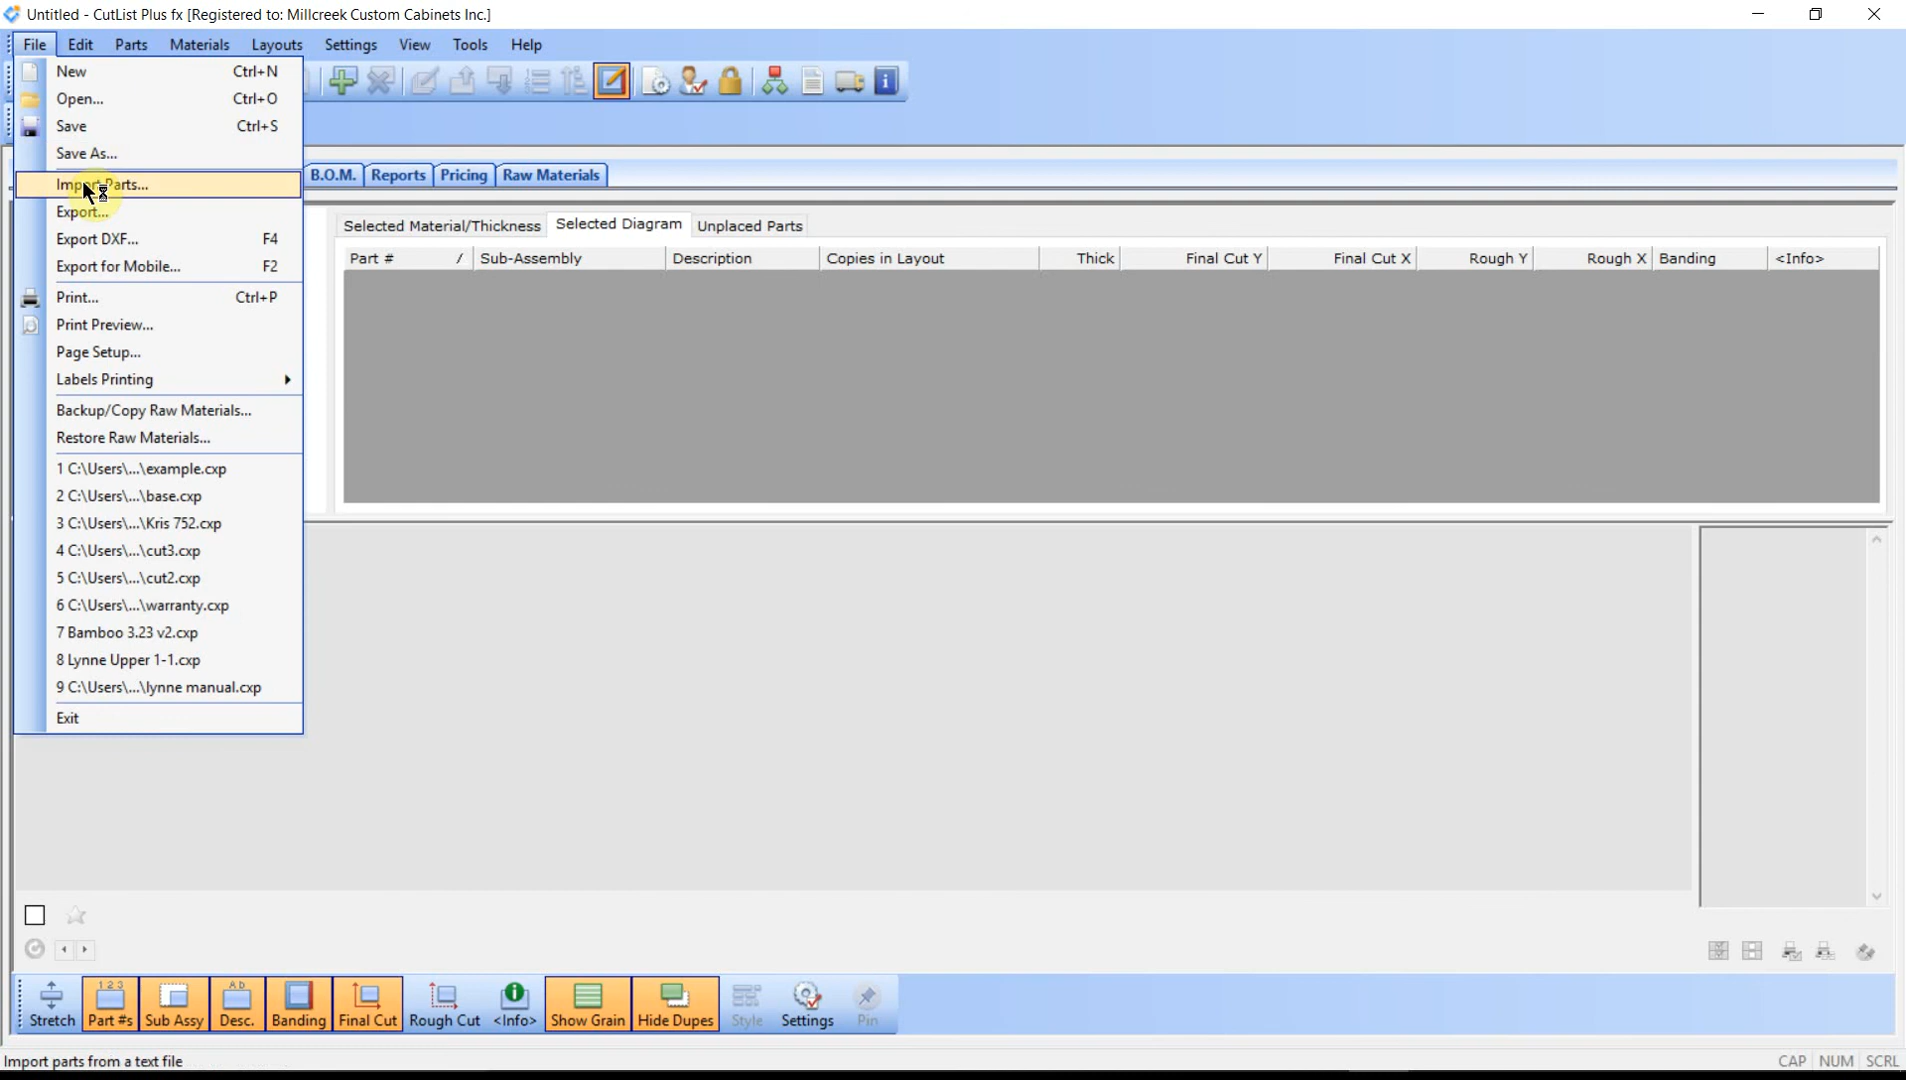 Untitled - CutList Plus fx [Registered to: Millcreek Custom Cabinets Inc.]
File Edit Parts Materials Layouts Settings View Tools Help
New Ctrl+N
Open... Ctrl+O
Save Ctrl+S
Save As...
Import Parts...
Export...
Export DXF... F4
Export for Mobile... F2
Print... Ctrl+P
Print Preview...
Page Setup...
Labels Printing
Backup/Copy Raw Materials...
Restore Raw Materials...
1 C:\Users\...\example.cxp
2 C:\Users\...\base.cxp
3 C:\Users\...\Kris 752.cxp
4 C:\Users\...\cut3.cxp
5 C:\Users\...\cut2.cxp
6 C:\Users\...\warranty.cxp
7 Bamboo 3.23 v2.cxp
8 Lynne Upper 1-1.cxp
9 C:\Users\...\lynne manual.cxp
Exit
B.O.M. Reports Pricing Raw Materials
Selected Material/Thickness Selected Diagram Unplaced Parts
Part # / Sub-Assembly Description Copies in Layout Thick Final Cut Y Final Cut X Rough Y Rough X Banding <Info>
Stretch Part #s Sub Assy Desc. Banding Final Cut Rough Cut <Info> Show Grain Hide Dupes Style Settings Pin
Import parts from a text file CAP NUM SCRL